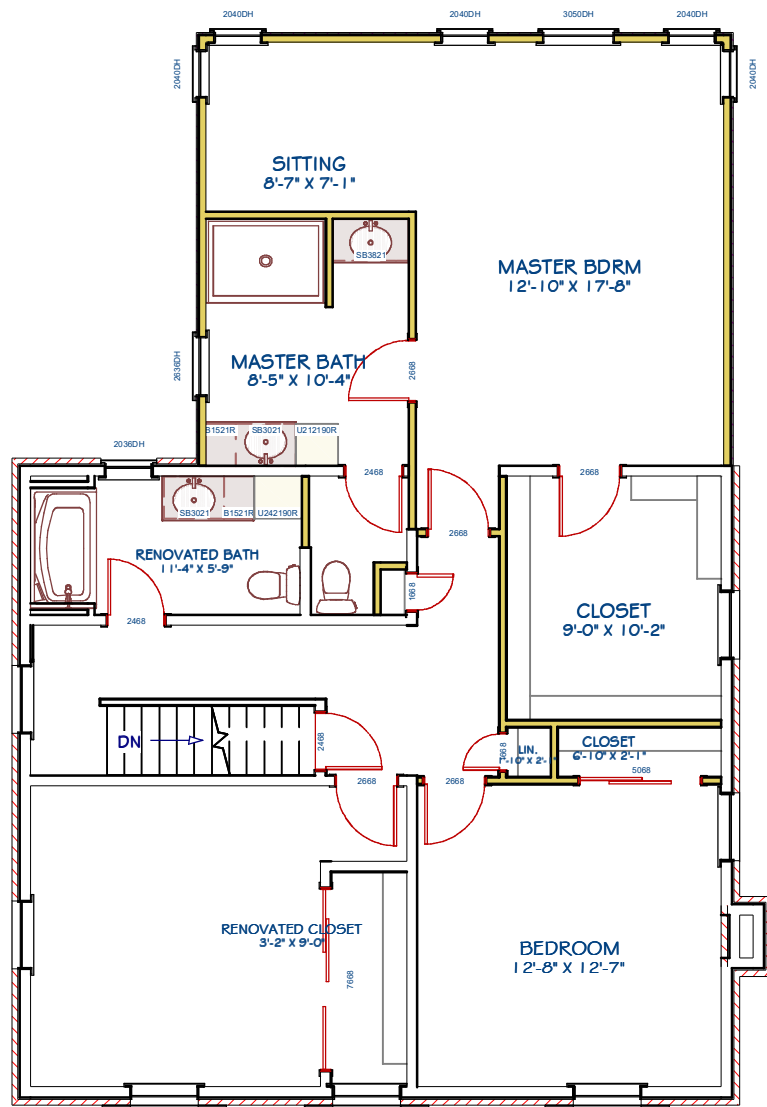 2040DH
2040DH
3050DH
2040DH
2040DH
2040DH
SITTING
8'-7" X 7'-1"
SB3821
MASTER BDRM
12'-10" X 17'-8"
2636DH
MASTER BATH
8'-5" X 10'-4"
2668
B1521R
SB3021
U212190R
2036DH
2468
2668
2668
SB3021
B1521R
U242190R
RENOVATED BATH
11'-4" X 5'-9"
1668
CLOSET
9'-0" X 10'-2"
2468
DN
2468
LIN.
CLOSET
6'-10" X 2'-1"
5068
2668
2668
RENOVATED CLOSET
3'-2" X 9'-0"
7668
BEDROOM
12'-8" X 12'-7"